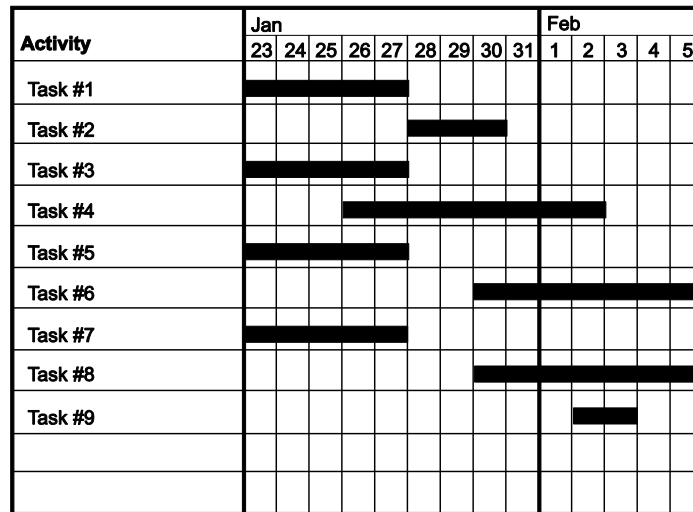 Jan Feb
Activity
23 24 25 26 27 28 29 30 31 1 2 3 4 5
Task #1
Task #2
Task #3
Task #4
Task #5
Task #6
Task #7
Task #8
Task #9